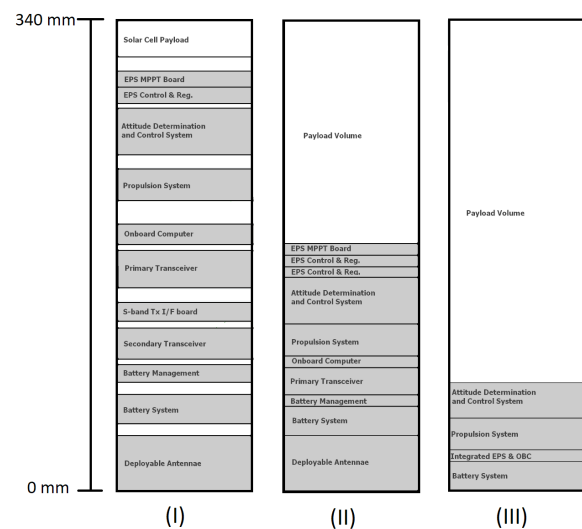 340 mm
0 mm
Solar Cell Payload
EPS MPPT Board
EPS Control & Reg.
Attitude Determination
and Control System
Propulsion System
Onboard Computer
Primary Transceiver
S-band Tx I/F board
Secondary Transceiver
Battery Management
Battery System
Deployable Antennae
(I)
Payload Volume
EPS MPPT Board
EPS Control & Reg.
EPS Control & Reg.
Attitude Determination
and Control System
Propulsion System
Onboard Computer
Primary Transceiver
Battery Management
Battery System
Deployable Antennae
(II)
Payload Volume
Attitude Determination
and Control System
Propulsion System
Integrated EPS & OBC
Battery System
(III)